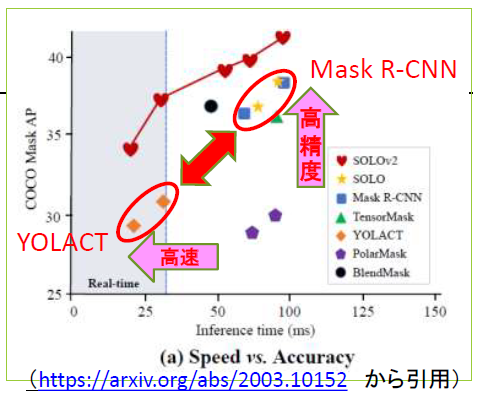 40
35
30
25
COCO Mask AP
Mask R-CNN
高精度
SOLOv2
SOLO
Mask R-CNN
TensorMask
YOLACT
PolarMask
BlendMask
YOLACT
高速
Real-time
0
25
50
100
150
Inference time (ms)
(a) Speed vs. Accuracy
（https://arxiv.org/abs/2003.10152 から引用）